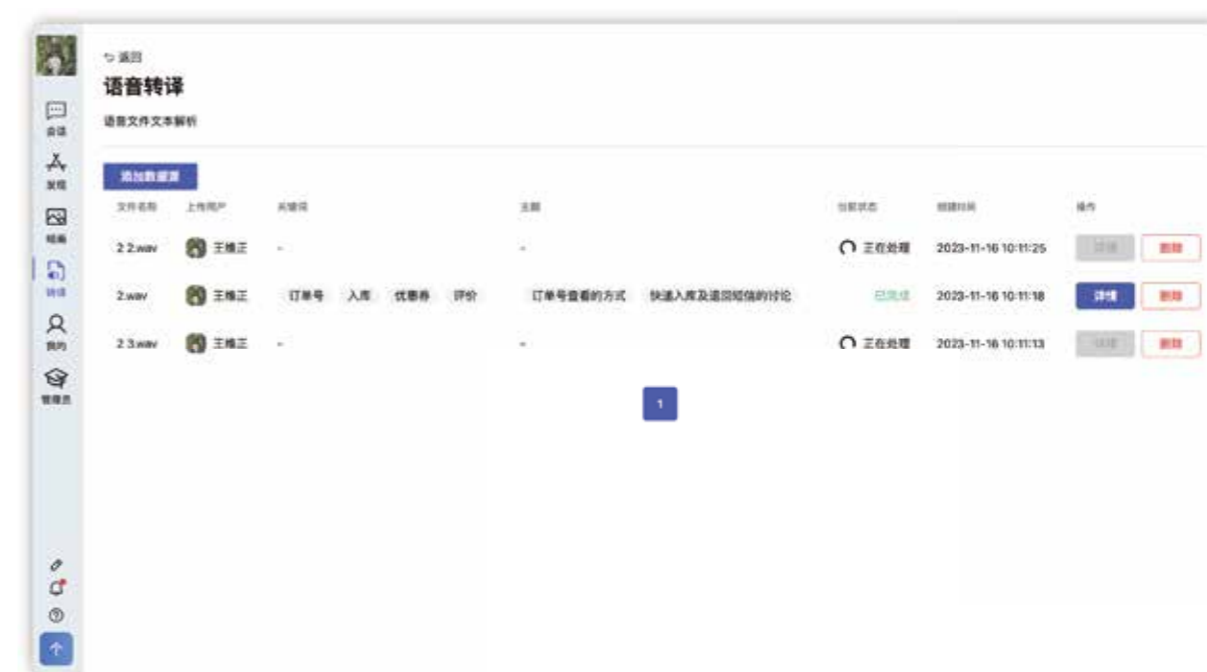 返回
语音转译
语音文件文本解析
会话
发现
绘画
转译
我的
管理员
添加数据源
文件名称 上传用户 关键词 主题 当前状态 创建时间 操作
2 2.wav 王维正 - - 正在处理 2023-11-16 10:11:25 详情 删除
2.wav 王维正 订单号 入库 优惠券 评价 订单号查看的方式 快递入库及退回短信的讨论 已完成 2023-11-16 10:11:18 详情 删除
2 3.wav 王维正 - - 正在处理 2023-11-16 10:11:13 详情 删除
1